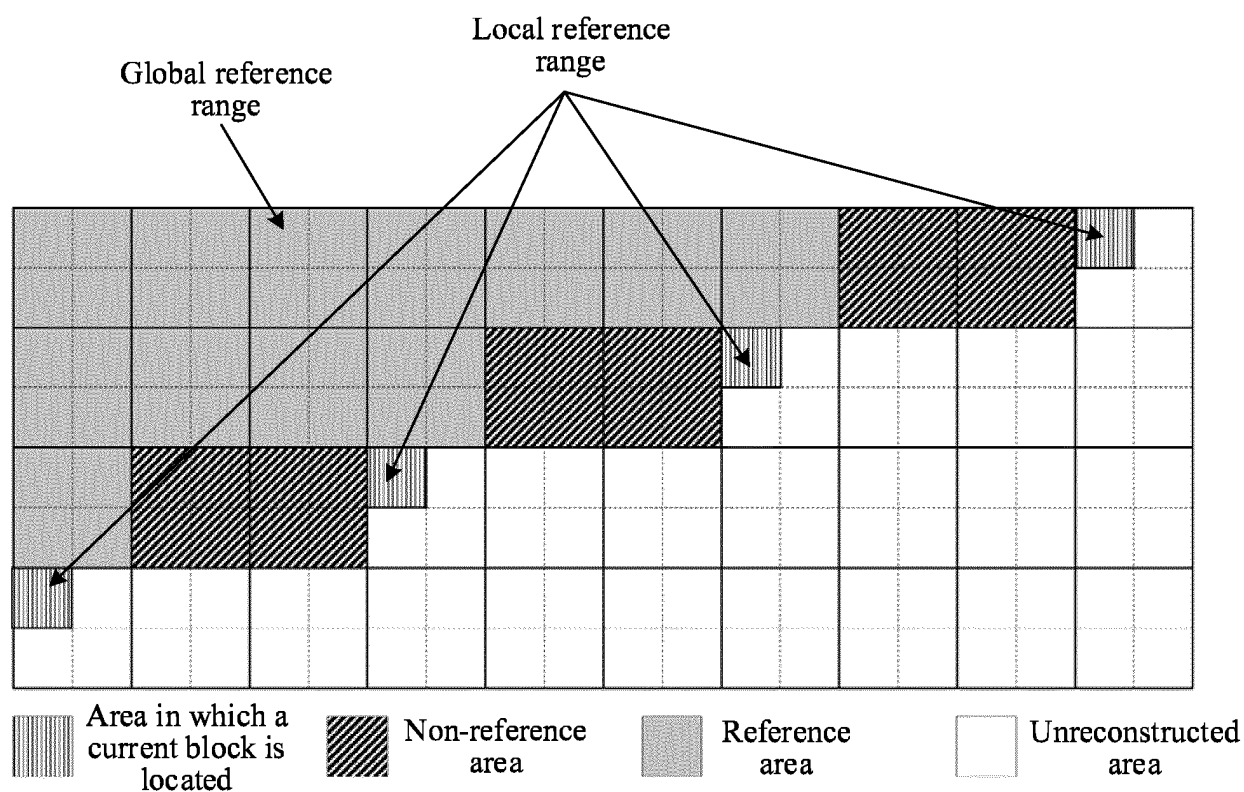 Local reference
range
Global reference
range
Area in which a
current block is
located
Non-reference
area
Reference
area
Unreconstructed
area